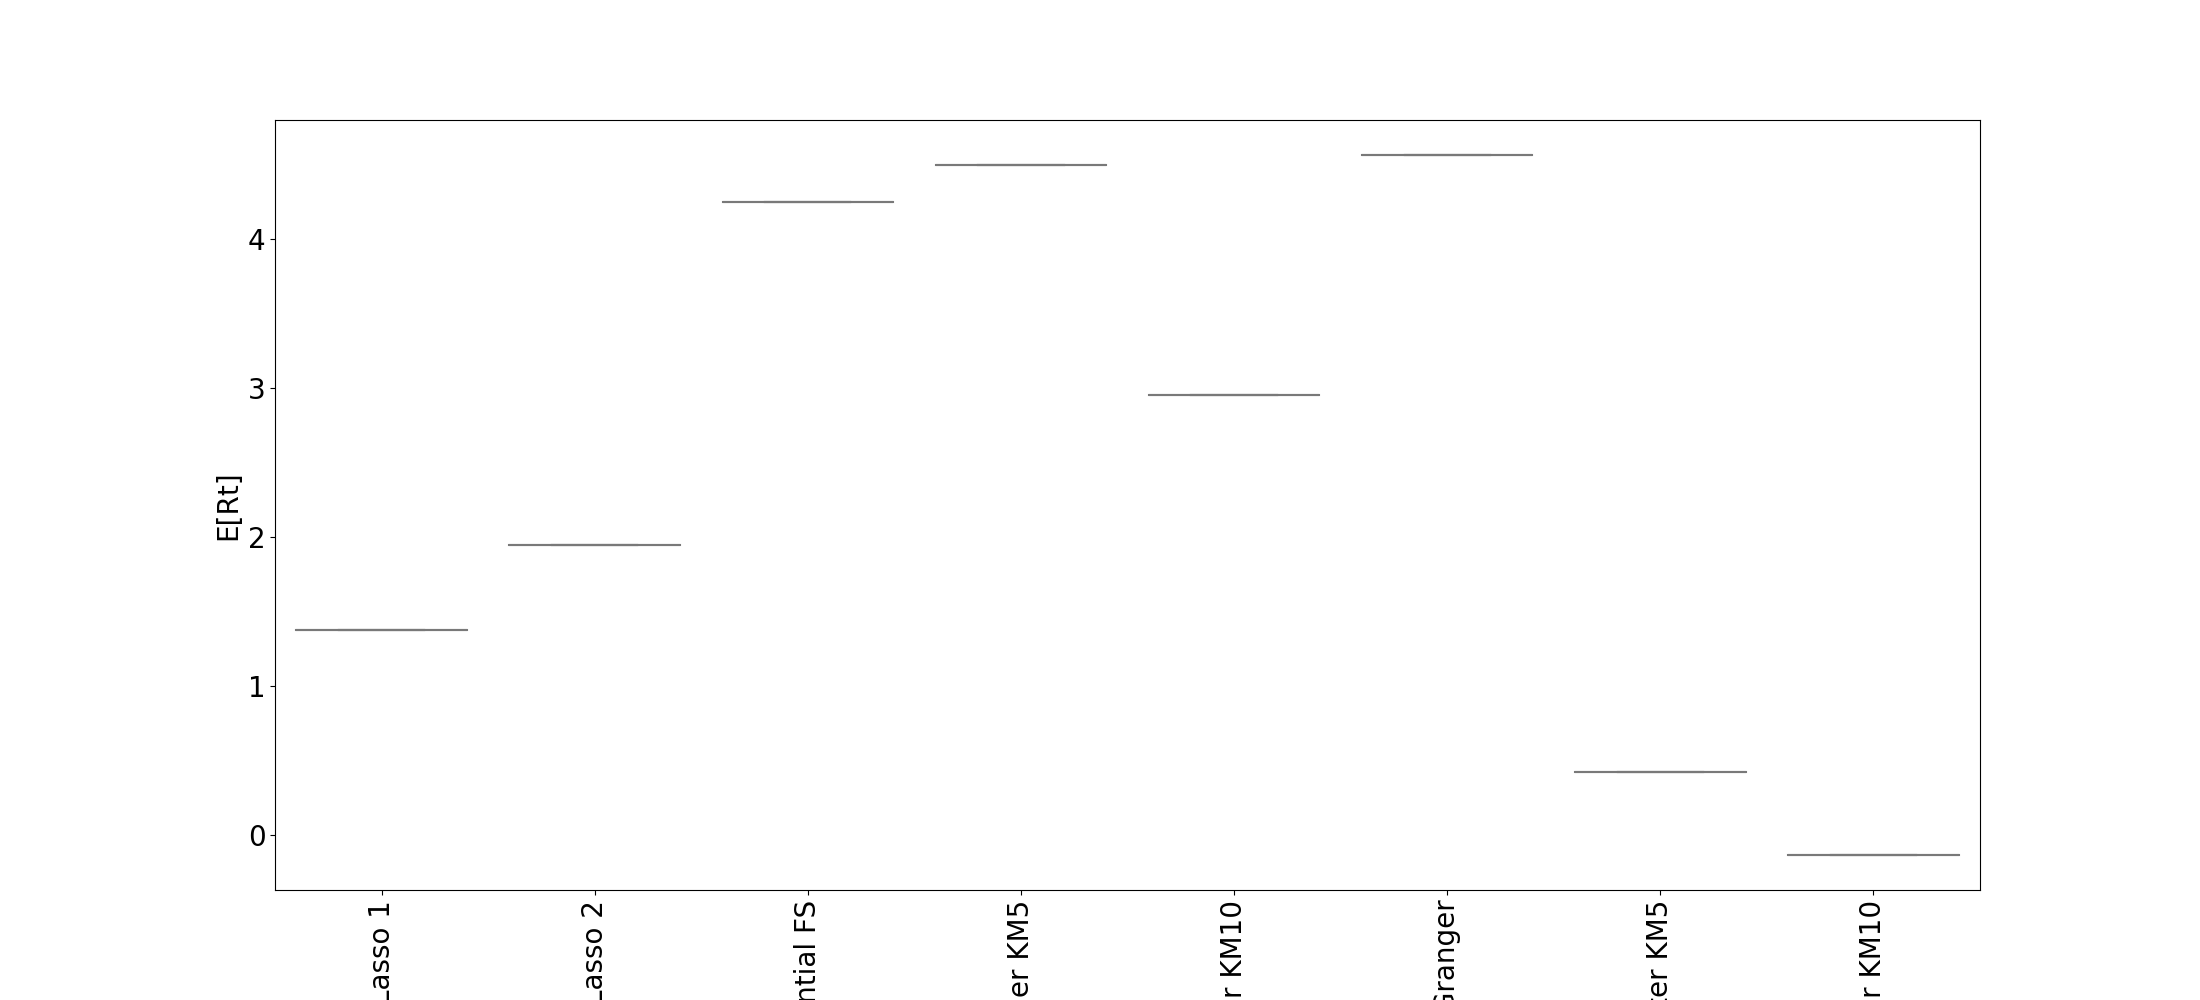 4
3
2
1
0
E[Rt]
Lasso 1
Lasso 2
ntial FS
er KM5
r KM10
Granger
ter KM5
r KM10